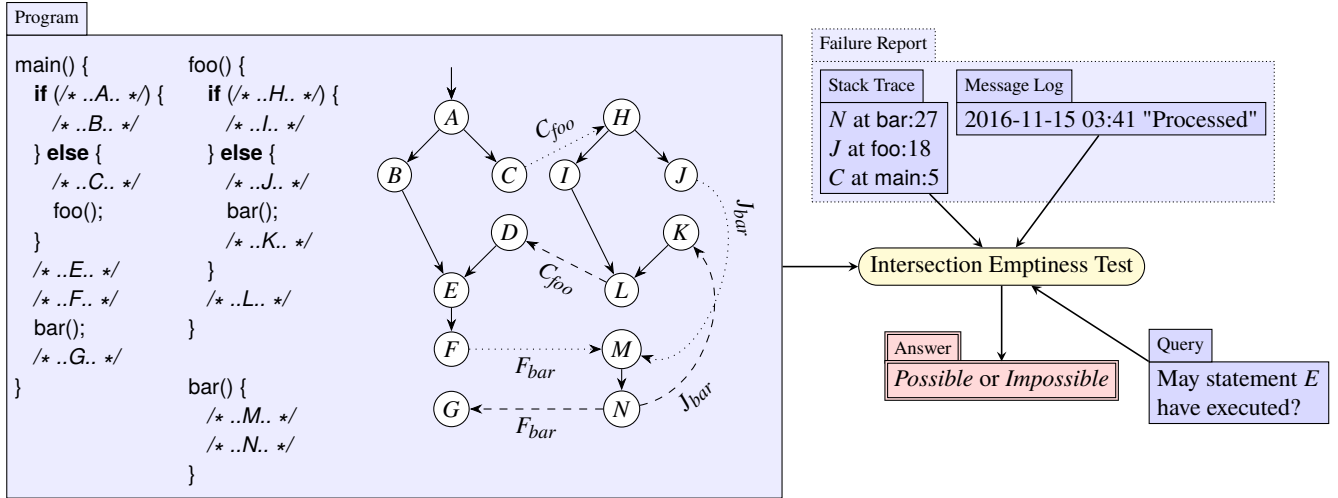 Program
main() {
if (/* ..A.. */) {
/* ..B.. */
} else {
/* ..C.. */
foo();
}
/* ..E.. */
/* ..F.. */
bar();
/* ..G.. */
}
foo() {
if (/* ..H.. */) {
/* ..I.. */
} else {
/* ..J.. */
bar();
/* ..K.. */
}
/* ..L.. */
}
bar() {
/* ..M.. */
/* ..N.. */
}
A
B
C
D
E
F
G
H
I
J
K
L
M
N
C_foo
C_foo
J_bar
J_bar
F_bar
F_bar
Failure Report
Stack Trace
N at bar:27
J at foo:18
C at main:5
Message Log
2016-11-15 03:41 "Processed"
Intersection Emptiness Test
Answer
Possible or Impossible
Query
May statement E
have executed?